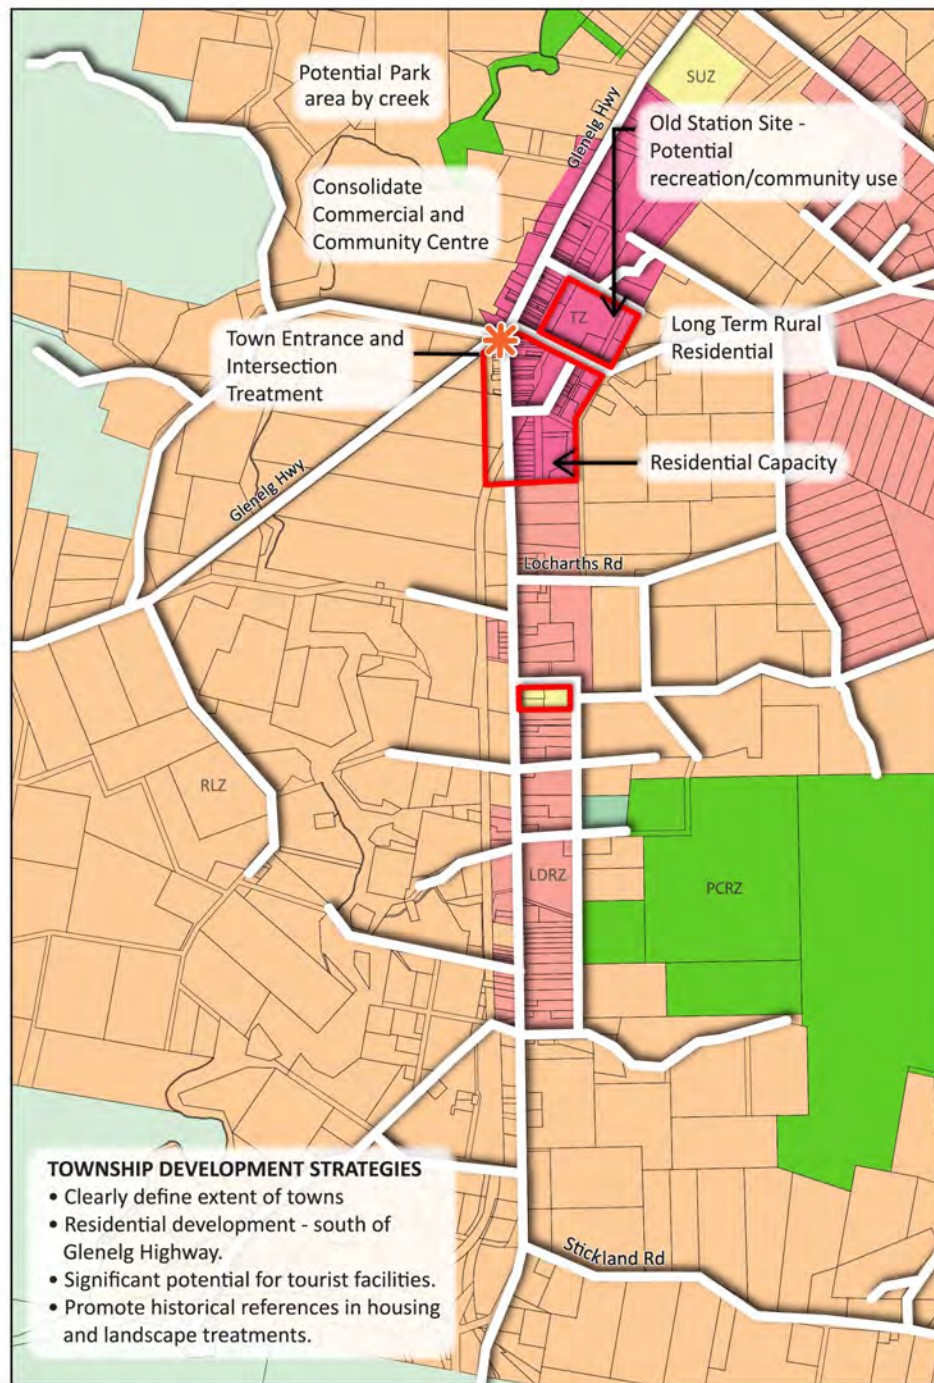 SUZ
Potential Park
area by creek
Glenelg Hwy
Old Station Site -
Potential
recreation/community use
Consolidate
Commercial and
Community Centre
TZ
Long Term Rural
Residential
Town Entrance and
Intersection
Treatment
Residential Capacity
Glenelg Hwy
Locharths Rd
RLZ
LDRZ
PCRZ
TOWNSHIP DEVELOPMENT STRATEGIES
• Clearly define extent of towns
• Residential development - south of
Glenelg Highway.
• Significant potential for tourist facilities.
• Promote historical references in housing
and landscape treatments.
Stickland Rd